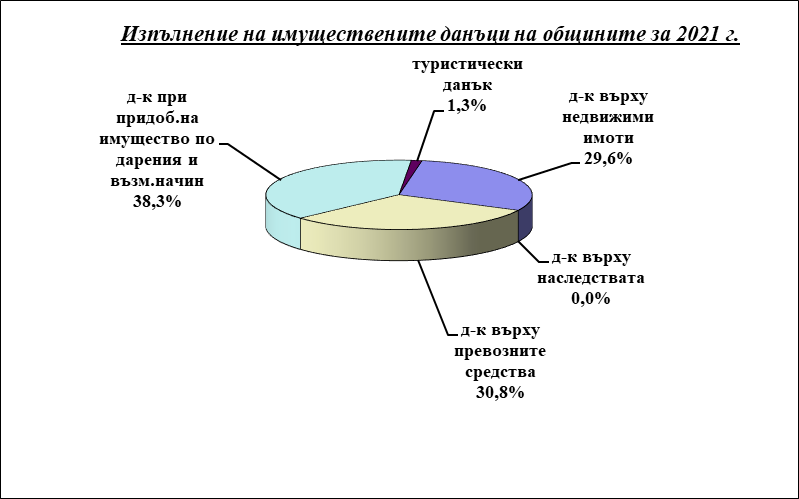 Изпълнение на имуществените данъци на общините за 2021 г.
туристически
данък
1,3%
д-к върху
недвижими
имоти
29,6%
д-к върху
наследствата
0,0%
д-к върху
превозните
средства
30,8%
д-к при
придоб.на
имущество по
дарения и
възм.начин
38,3%